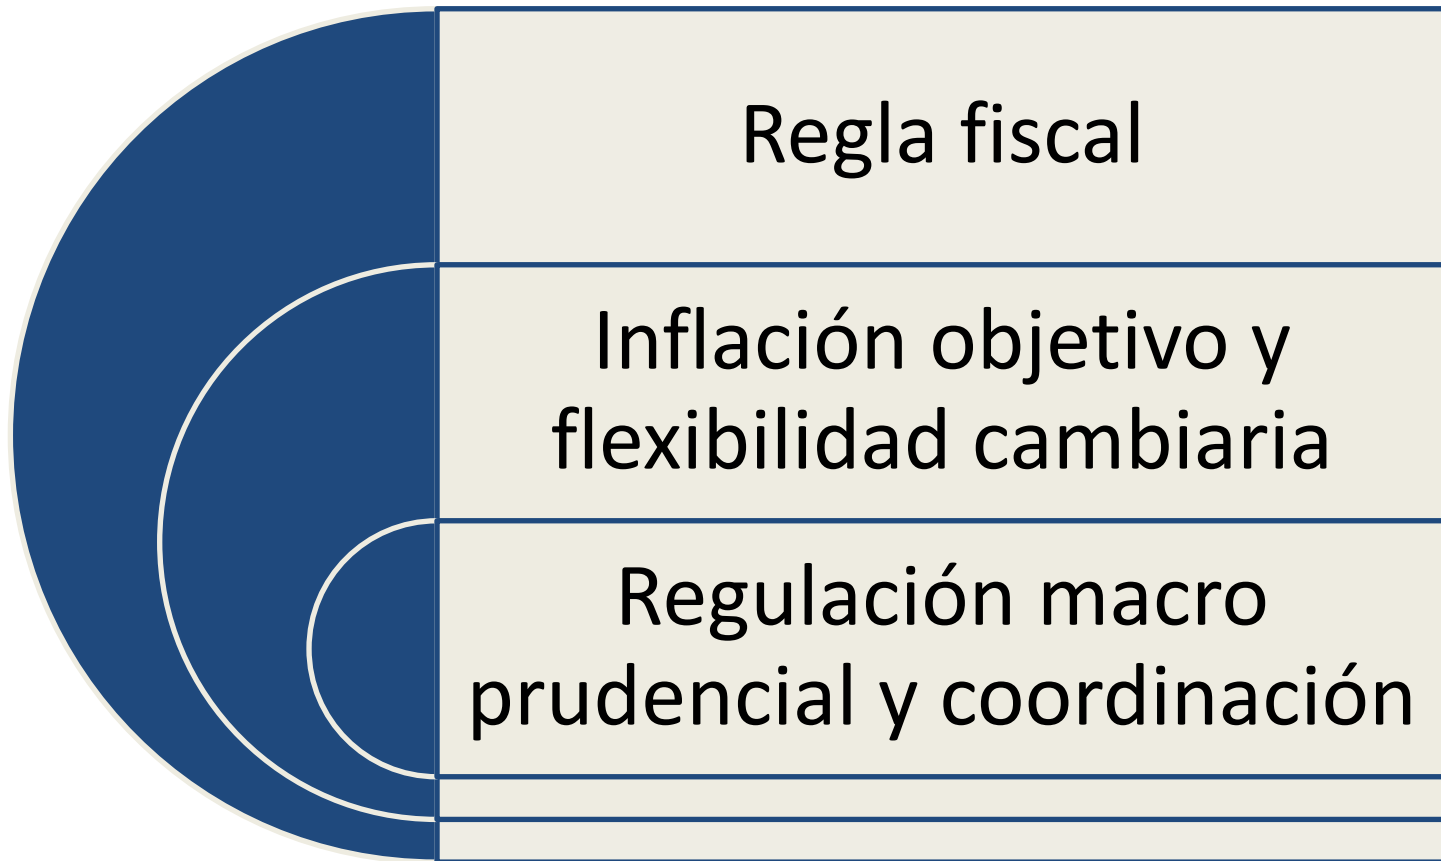 Regla fiscal
Inflación objetivo y
flexibilidad cambiaria
Regulación macro
prudencial y coordinación